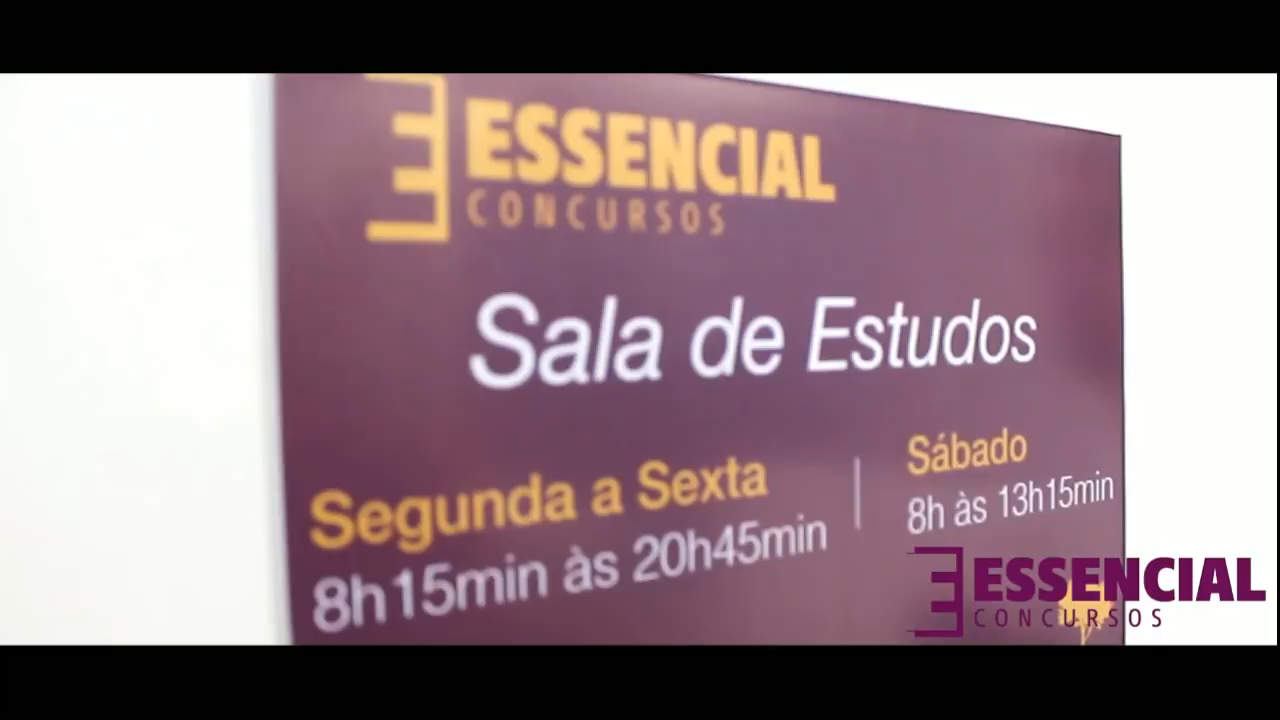 ESSENCIAL
CONCURSOS
Sala de Estudos
Segunda a Sexta
8h15min às 20h45min
Sábado
8h às 13h15min
ESSENCIAL
CONCURSOS